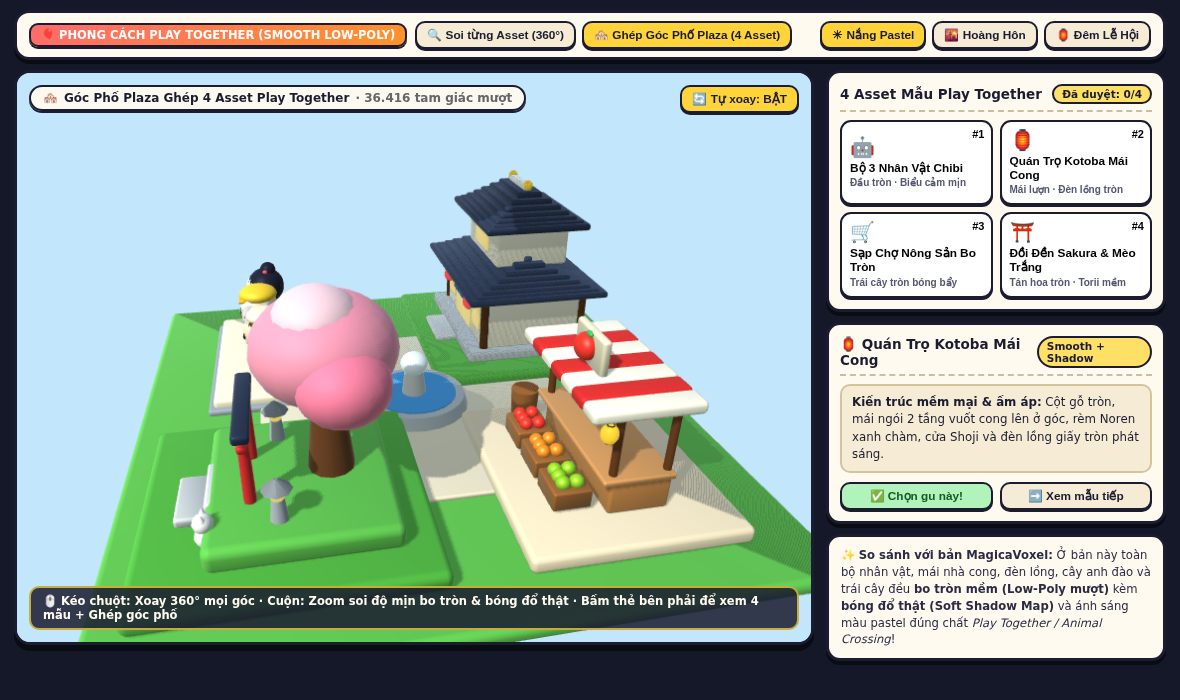 🎈 PHONG CÁCH PLAY TOGETHER (SMOOTH LOW-POLY)
🔍 Soi từng Asset (360°)
🏘️ Ghép Góc Phố Plaza (4 Asset)
☀ Nắng Pastel
🌇 Hoàng Hôn
🏮 Đêm Lễ Hội
🏘️ Góc Phố Plaza Ghép 4 Asset Play Together · 36.416 tam giác mượt
🔄 Tự xoay: BẬT
🖱️ Kéo chuột: Xoay 360° mọi góc · Cuộn: Zoom soi độ mịn bo tròn & bóng đổ thật · Bấm thẻ bên phải để xem 4
mẫu + Ghép góc phố
4 Asset Mẫu Play Together
Đã duyệt: 0/4
#1
🤖
Bộ 3 Nhân Vật Chibi
Đầu tròn · Biểu cảm mịn
#2
🏮
Quán Trọ Kotoba Mái
Cong
Mái lượn · Đèn lồng tròn
#3
🛒
Sạp Chợ Nông Sản Bo
Tròn
Trái cây tròn bóng bẩy
#4
⛩️
Đồi Đền Sakura & Mèo
Trắng
Tán hoa tròn · Torii mềm
🏮 Quán Trọ Kotoba Mái
Cong
Smooth +
Shadow
Kiến trúc mềm mại & ấm áp: Cột gỗ tròn,
mái ngói 2 tầng vuốt cong lên ở góc, rèm Noren
xanh chàm, cửa Shoji và đèn lồng giấy tròn phát
sáng.
✅ Chọn gu này!
➡️ Xem mẫu tiếp
✨ So sánh với bản MagicaVoxel: Ở bản này toàn
bộ nhân vật, mái nhà cong, đèn lồng, cây anh đào và
trái cây đều bo tròn mềm (Low-Poly mượt) kèm
bóng đổ thật (Soft Shadow Map) và ánh sáng
màu pastel đúng chất Play Together / Animal
Crossing!